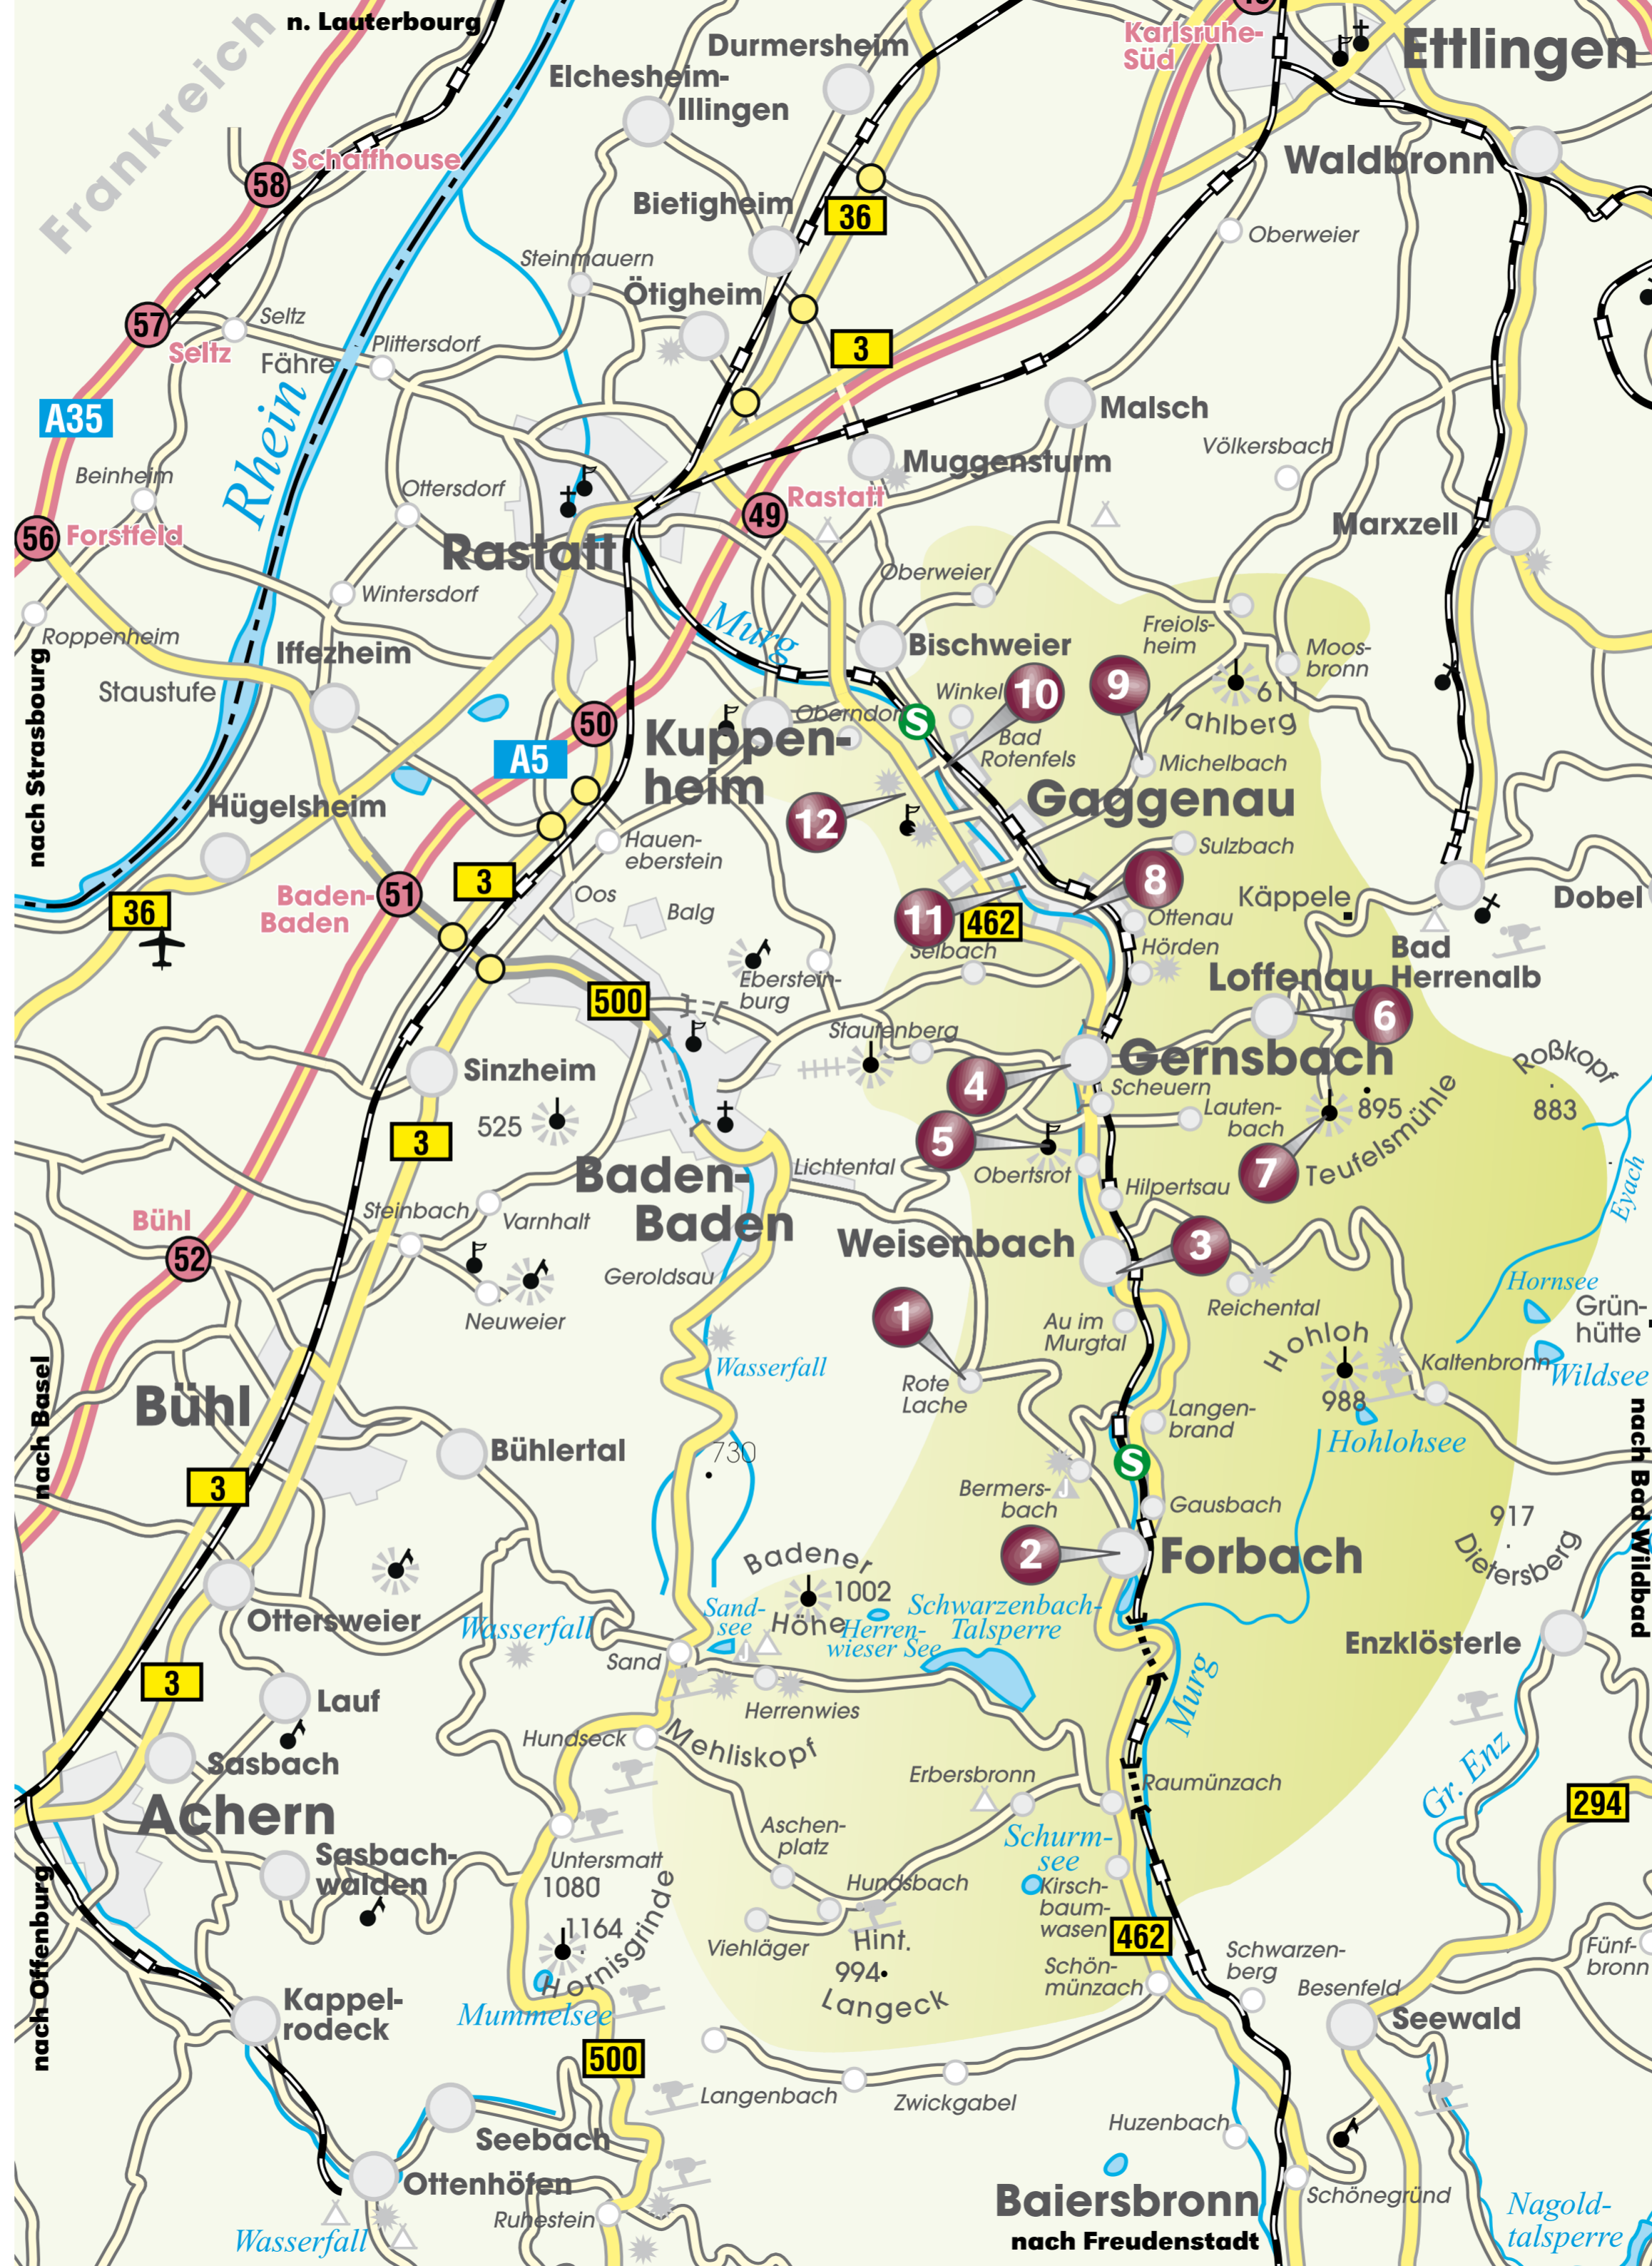 n. Lauterbourg
Frankreich
Durmersheim
Elchesheim-
Illingen
Karlsruhe-
Süd
Ettlingen
Schaffhouse
58
Waldbronn
Bietigheim
36
Oberweier
Steinmauern
Ötigheim
57
Seltz
Seltz
Fähre
Plittersdorf
3
A35
Rhein
Malsch
Beinheim
Ottersdorf
Muggensturm
Völkersbach
49
Rastatt
56
Forstfeld
Rastatt
Marxzell
Oberweier
Wintersdorf
Roppenheim
Murg
Freiols-
heim
Moos-
bronn
Iffezheim
Bischweier
Staustufe
Winkel
10
9
611
Mahlberg
nach Strasbourg
50
Oberndorf
S
Bad
Rotenfels
Michelbach
A5
Kuppen-
heim
Gaggenau
Hügelsheim
12
Hauen-
eberstein
Sulzbach
Baden-
Baden
51
3
Oos
Balg
8
Käppele
Dobel
36
11
462
Ottenau
Selbach
Hörden
Bad
Herrenalb
Loffenau
Eberstein-
burg
500
6
Staufenberg
Sinzheim
Gernsbach
Roßkopf
883
4
Scheuern
895
525
3
Lauten-
bach
5
Teufelsmühle
7
Baden-
Baden
Lichtental
Obertsrot
Hilpertsau
Eyach
Steinbach
Varnhalt
Bühl
52
Weisenbach
3
Geroldsau
Neuweier
Reichental
Hornsee
Grün-
hütte
1
Au im
Murgtal
Hohloh
988
Kaltenbronn
Wildsee
Wasserfall
Rote
Lache
Langen-
brand
nach Basel
Bühl
Bühlertal
730
Hohlohsee
S
3
Bermers-
bach
J
Gausbach
917
Dietersberg
nach Bad Wildbad
2
Forbach
Badener
Höhe
1002
Ottersweier
Wasserfall
Sand-
see
Herren-
wieser See
Schwarzenbach-
Talsperre
Enzklösterle
Sand
J
3
Lauf
Herrenwies
Murg
Hundseck
Mehliskopf
Sasbach
Erbersbronn
Raumünzach
Gr. Enz
294
Achern
Aschen-
platz
Schurm-
see
Sasbach-
walden
Untersmatt
1080
Hundsbach
Kirsch-
baum-
wasen
1164
Hornisgrinde
Viehläger
Hint.
994
Langeck
462
Schön-
münzach
Schwarzen-
berg
Fünf-
bronn
nach Offenburg
Besenfeld
Kappel-
rodeck
Mummelsee
Seewald
500
Langenbach
Zwickgabel
Huzenbach
Seebach
Ottenhöfen
Baiersbronn
nach Freudenstadt
Schönegründ
Ruhestein
Wasserfall
Nagold-
talsperre